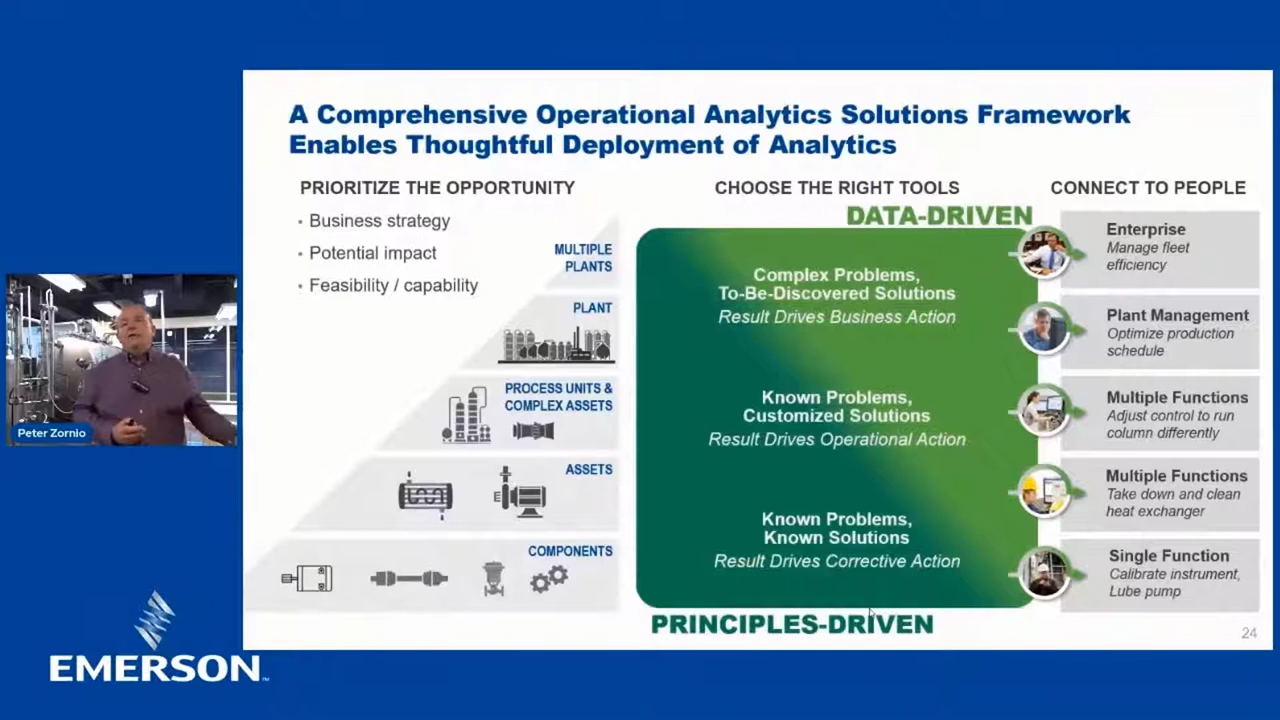 A Comprehensive Operational Analytics Solutions Framework
Enables Thoughtful Deployment of Analytics
PRIORITIZE THE OPPORTUNITY
• Business strategy
• Potential impact
• Feasibility / capability
MULTIPLE
PLANTS
PLANT
PROCESS UNITS &
COMPLEX ASSETS
ASSETS
COMPONENTS
CHOOSE THE RIGHT TOOLS
DATA-DRIVEN
Complex Problems,
To-Be-Discovered Solutions
Result Drives Business Action
Known Problems,
Customized Solutions
Result Drives Operational Action
Known Problems,
Known Solutions
Result Drives Corrective Action
PRINCIPLES-DRIVEN
CONNECT TO PEOPLE
Enterprise
Manage fleet
efficiency
Plant Management
Optimize production
schedule
Multiple Functions
Adjust control to run
column differently
Multiple Functions
Take down and clean
heat exchanger
Single Function
Calibrate instrument,
Lube pump
24
Peter Zornio
EMERSON™